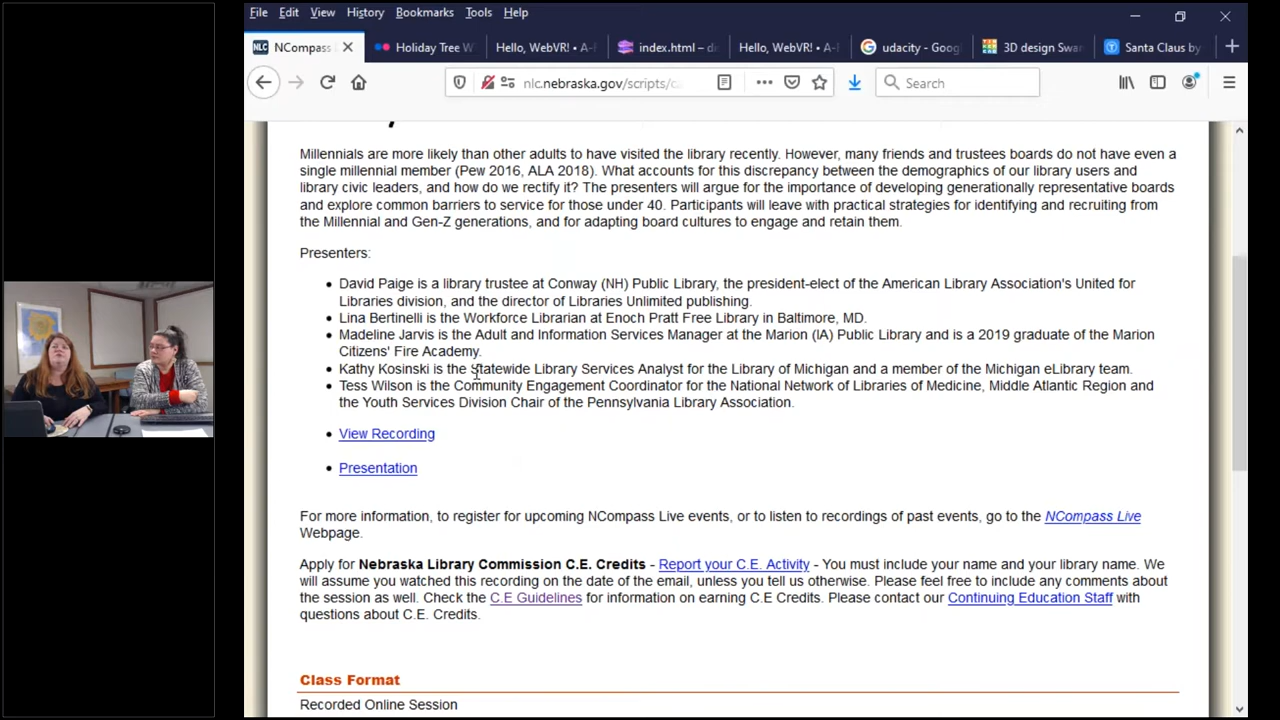 File Edit View History Bookmarks Tools Help
NCompass Holiday Tree W Hello, WebVR! • A- index.html – d Hello, WebVR! • A- udacity - Goog 3D design Swa Santa Claus by
nlc.nebraska.gov/scripts/c Search
Millennials are more likely than other adults to have visited the library recently. However, many friends and trustees boards do not have even a
single millennial member (Pew 2016, ALA 2018). What accounts for this discrepancy between the demographics of our library users and
library civic leaders, and how do we rectify it? The presenters will argue for the importance of developing generationally representative boards
and explore common barriers to service for those under 40. Participants will leave with practical strategies for identifying and recruiting from
the Millennial and Gen-Z generations, and for adapting board cultures to engage and retain them.
Presenters:
David Paige is a library trustee at Conway (NH) Public Library, the president-elect of the American Library Association's United for
Libraries division, and the director of Libraries Unlimited publishing.
Lina Bertinelli is the Workforce Librarian at Enoch Pratt Free Library in Baltimore, MD.
Madeline Jarvis is the Adult and Information Services Manager at the Marion (IA) Public Library and is a 2019 graduate of the Marion
Citizens' Fire Academy.
Kathy Kosinski is the Statewide Library Services Analyst for the Library of Michigan and a member of the Michigan eLibrary team.
Tess Wilson is the Community Engagement Coordinator for the National Network of Libraries of Medicine, Middle Atlantic Region and
the Youth Services Division Chair of the Pennsylvania Library Association.
View Recording
Presentation
For more information, to register for upcoming NCompass Live events, or to listen to recordings of past events, go to the NCompass Live
Webpage.
Apply for Nebraska Library Commission C.E. Credits - Report your C.E. Activity - You must include your name and your library name. We
will assume you watched this recording on the date of the email, unless you tell us otherwise. Please feel free to include any comments about
the session as well. Check the C.E Guidelines for information on earning C.E Credits. Please contact our Continuing Education Staff with
questions about C.E. Credits.
Class Format
Recorded Online Session